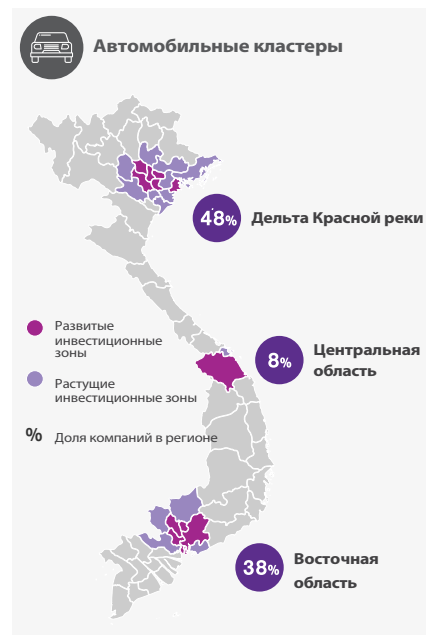 Автомобильные кластеры
48%
Дельта Красной реки
Развитые
инвестиционные
зоны
8%
Центральная
область
Растущие
инвестиционные зоны
% Доля компаний в регионе
38%
Восточная
область